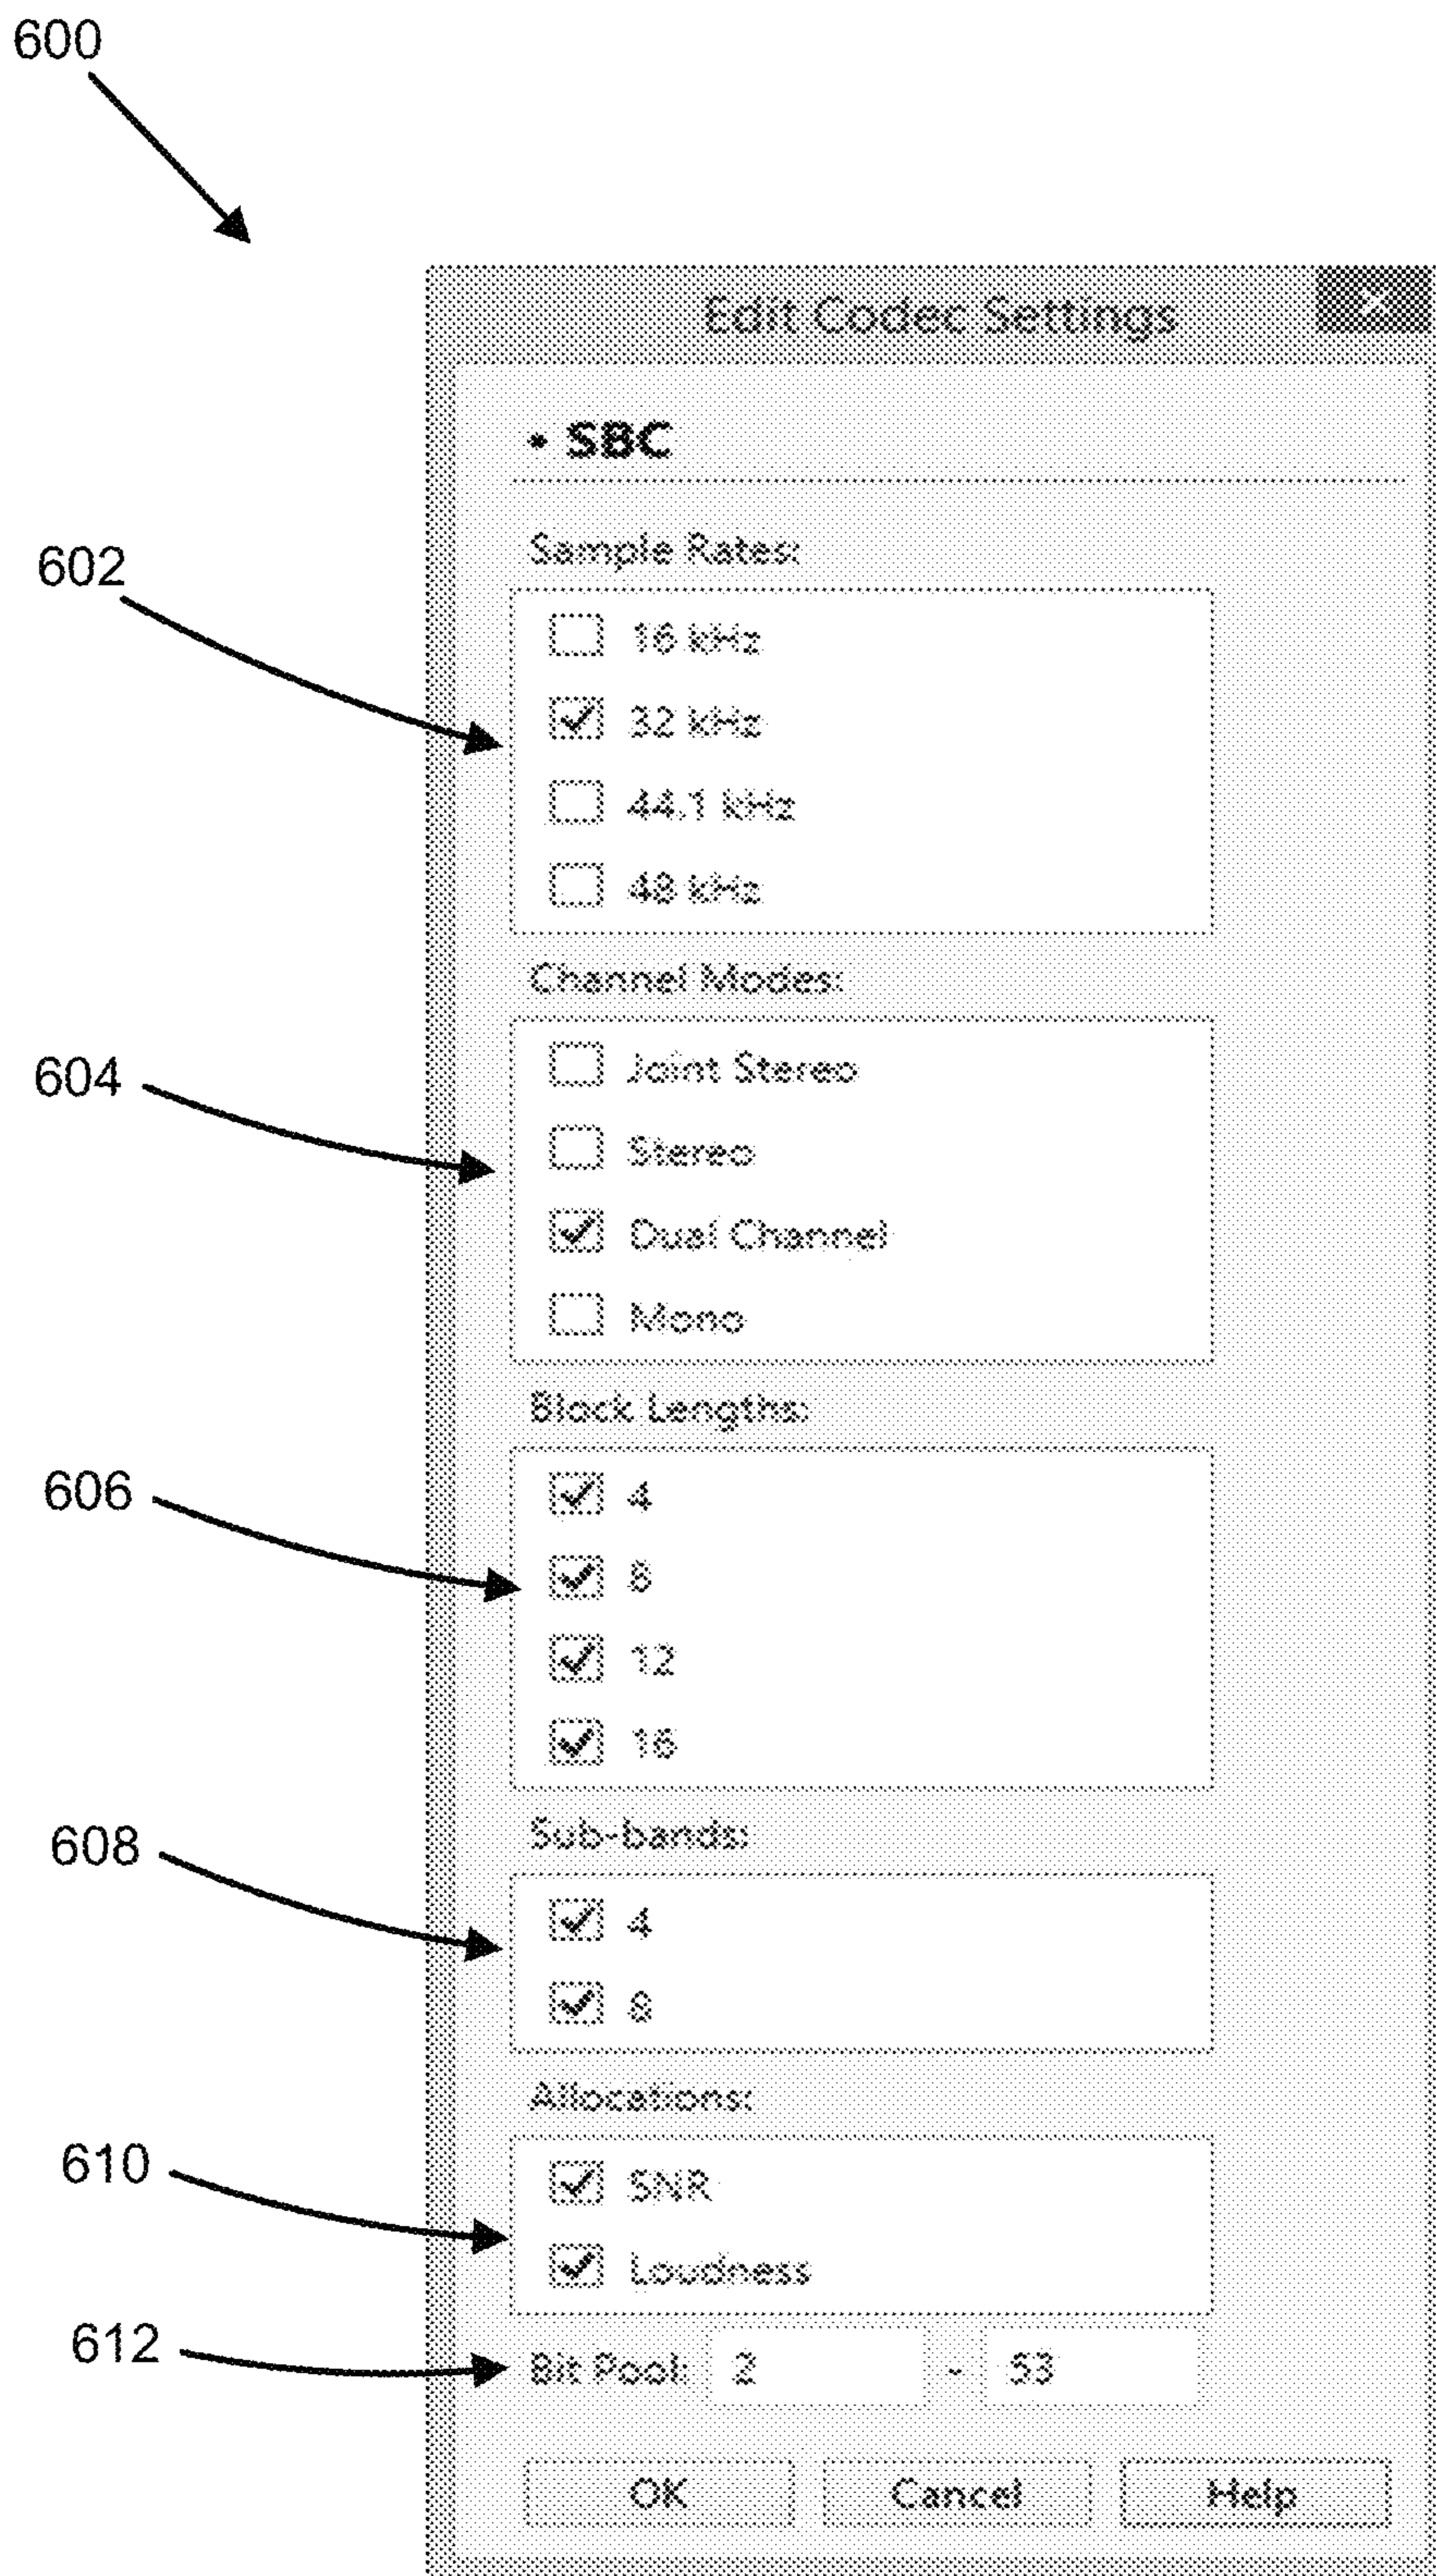 600
Edit Codec Settings
• SBC
602
Sample Rates:
16 kHz
32 kHz
44.1 kHz
48 kHz
Channel Modes:
604
Joint Stereo
Stereo
Dual Channel
Mono
Block Lengths:
606
4
8
12
16
Sub-bands:
608
4
8
Allocations:
610
SNR
Loudness
612
Bit Pool: 2 - 53
OK Cancel Help